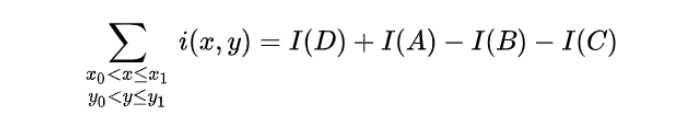 ∑ i(x, y) = I(D) + I(A) − I(B) − I(C)
x₀<x≤x₁
y₀<y≤y₁